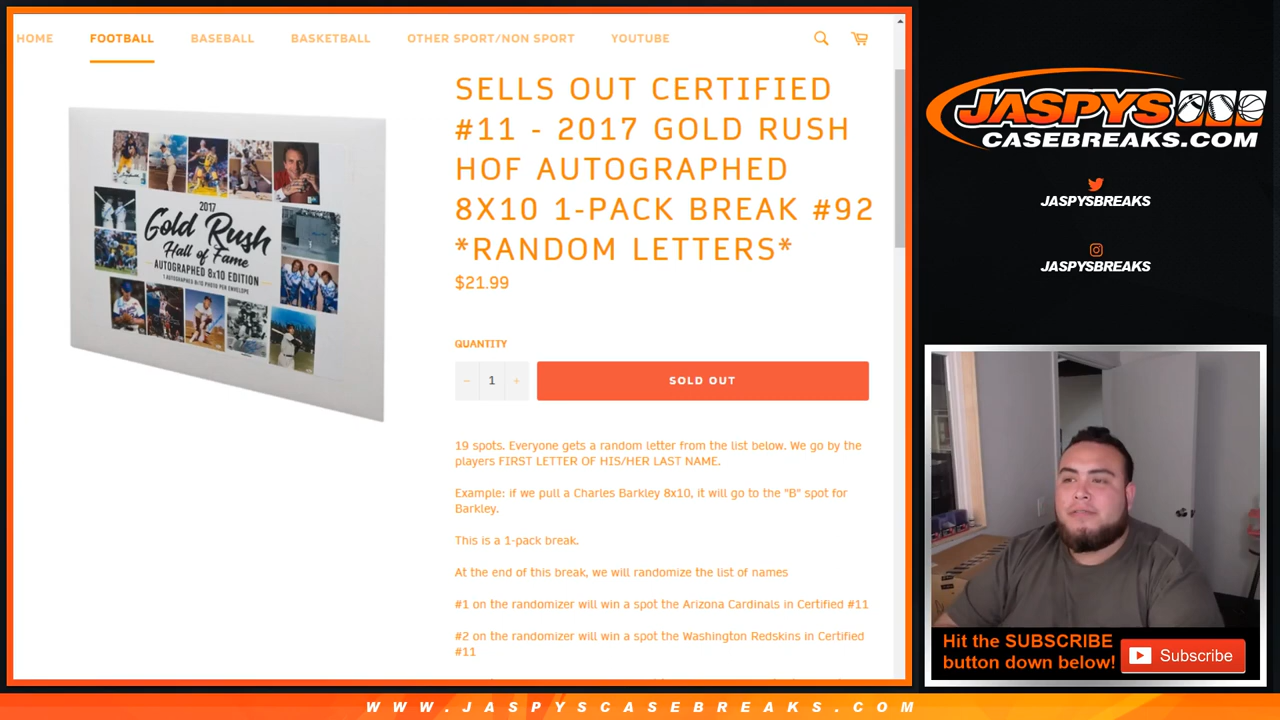 HOME
FOOTBALL
BASEBALL
BASKETBALL
OTHER SPORT/NON SPORT
YOUTUBE
SELLS OUT CERTIFIED
#11 - 2017 GOLD RUSH
HOF AUTOGRAPHED
8X10 1-PACK BREAK #92
*RANDOM LETTERS*
$21.99
QUANTITY
− 1 +
SOLD OUT
19 spots. Everyone gets a random letter from the list below. We go by the
players FIRST LETTER OF HIS/HER LAST NAME.
Example: if we pull a Charles Barkley 8x10, it will go to the "B" spot for
Barkley.
This is a 1-pack break.
At the end of this break, we will randomize the list of names
#1 on the randomizer will win a spot the Arizona Cardinals in Certified #11
#2 on the randomizer will win a spot the Washington Redskins in Certified
#11
2017
Gold Rush
Hall of Fame
AUTOGRAPHED 8x10 EDITION
1 AUTOGRAPHED 8x10 PHOTO PER ENVELOPE
JASPYS
CASEBREAKS.COM
JASPYSBREAKS
JASPYSBREAKS
Hit the SUBSCRIBE
button down below!
Subscribe
WWW.JASPYSCASEBREAKS.COM